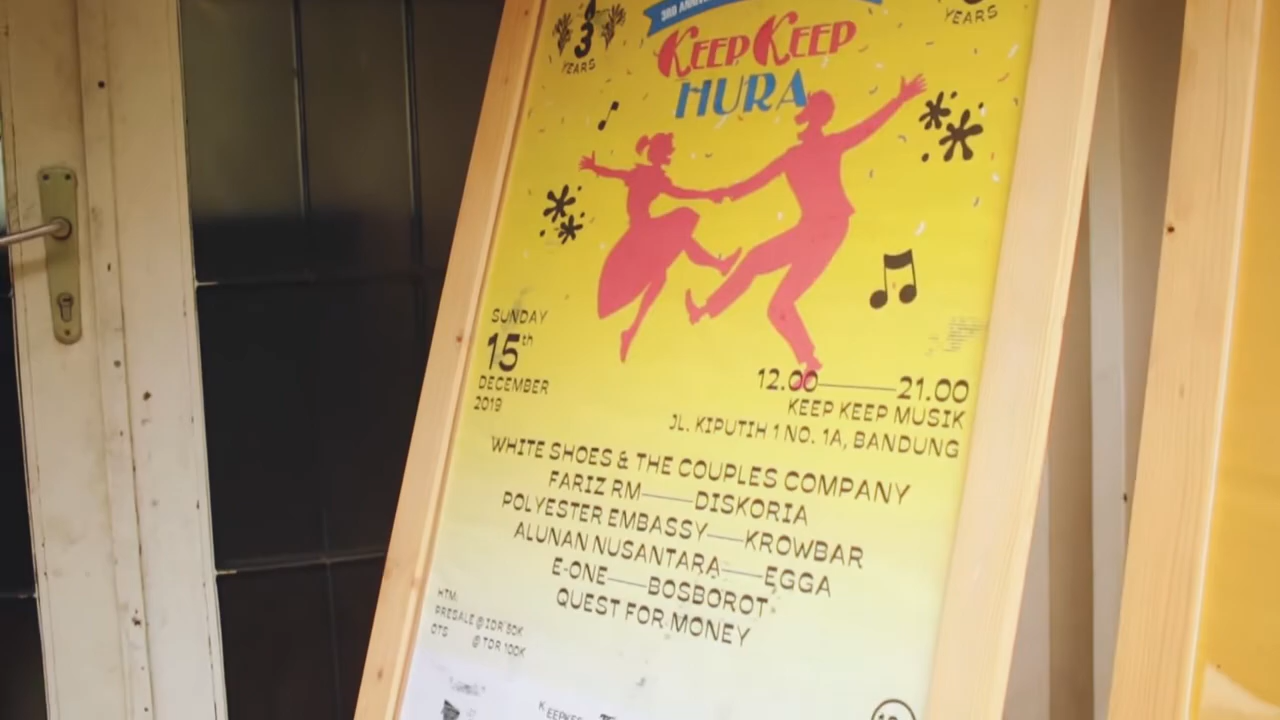 3RD
3
YEARS
YEARS
KEEP KEEP
HURA
SUNDAY
15th
DECEMBER
2019
12.00 21.00
KEEP KEEP MUSIK
JL. KIPUTIH 1 NO. 1A, BANDUNG
WHITE SHOES & THE COUPLES COMPANY
FARIZ RM DISKORIA
POLYESTER EMBASSY KROWBAR
ALUNAN NUSANTARA EGGA
E-ONE BOSBOROT
QUEST FOR MONEY
HTM:
PRESALE @ IDR 80K
OTS @ IDR 100K